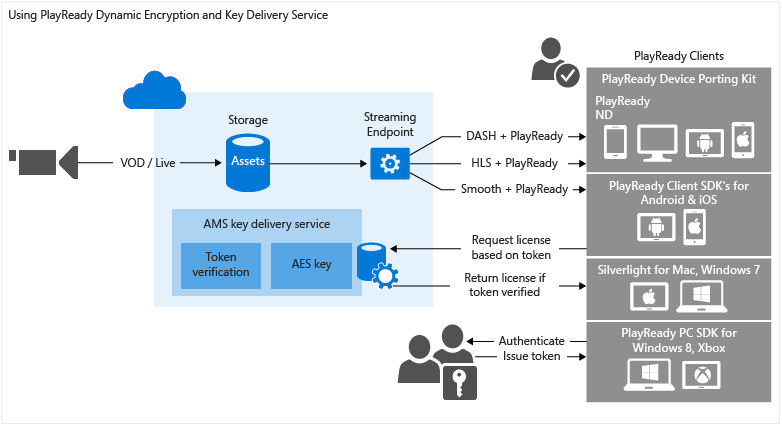 Using PlayReady Dynamic Encryption and Key Delivery Service
PlayReady Clients
PlayReady Device Porting Kit
PlayReady
ND
Storage
Streaming
Endpoint
DASH + PlayReady
VOD / Live
Assets
HLS + PlayReady
Smooth + PlayReady
PlayReady Client SDK's for
Android & iOS
AMS key delivery service
Token
verification
AES key
Request license
based on token
Return license if
token verified
Silverlight for Mac, Windows 7
PlayReady PC SDK for
Windows 8, Xbox
Authenticate
Issue token